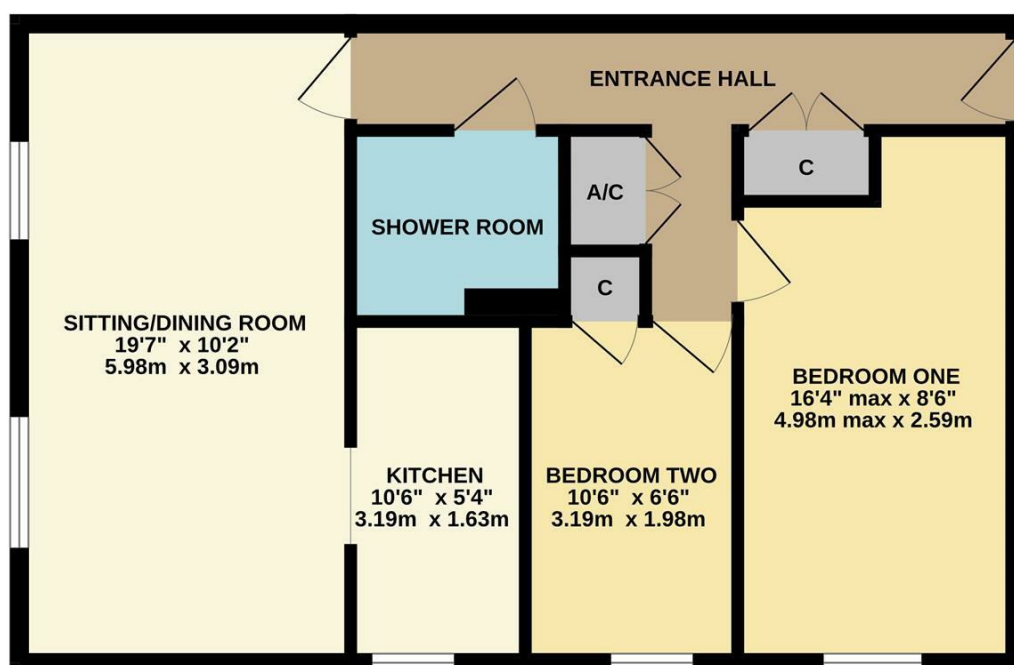 ENTRANCE HALL
C
A/C
SHOWER ROOM
C
SITTING/DINING ROOM
19'7" x 10'2"
5.98m x 3.09m
BEDROOM ONE
16'4" max x 8'6"
4.98m max x 2.59m
KITCHEN
10'6" x 5'4"
3.19m x 1.63m
BEDROOM TWO
10'6" x 6'6"
3.19m x 1.98m